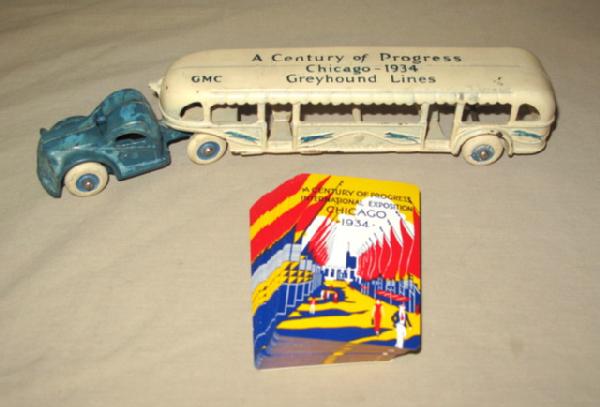 A Century of Progress
Chicago - 1934
GMC Greyhound Lines
A CENTURY OF PROGRESS
INTERNATIONAL EXPOSITION
CHICAGO
• 1934 •